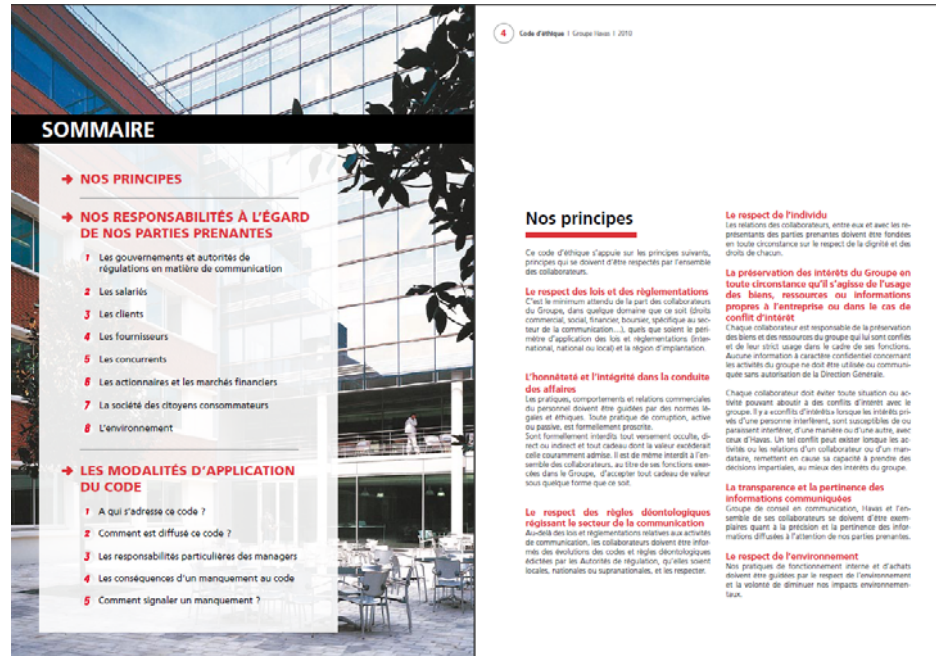 SOMMAIRE
➔ NOS PRINCIPES
➔ NOS RESPONSABILITÉS À L'ÉGARD
DE NOS PARTIES PRENANTES
1 Les gouvernements et autorités de
régulations en matière de communication
2 Les salariés
3 Les clients
4 Les fournisseurs
5 Les concurrents
6 Les actionnaires et les marchés financiers
7 La société des citoyens consommateurs
8 L'environnement
➔ LES MODALITÉS D'APPLICATION
DU CODE
1 A qui s'adresse ce code ?
2 Comment est diffusé ce code ?
3 Les responsabilités particulières des managers
4 Les conséquences d'un manquement au code
5 Comment signaler un manquement ?
4 Code d'éthique I Groupe Havas I 2010
Nos principes
Ce code d'éthique s'appuie sur les principes suivants,
principes qui se doivent d'être respectés par l'ensemble
des collaborateurs.
Le respect des lois et des règlementations
C'est le minimum attendu de la part des collaborateurs
du Groupe, dans quelque domaine que ce soit (droits
commercial, social, financier, boursier, spécifique au sec-
teur de la communication…), quels que soient le péri-
mètre d'application des lois et règlementations (inter-
national, national ou local) et la région d'implantation.
L'honnêteté et l'intégrité dans la conduite
des affaires
Les pratiques, comportements et relations commerciales
du personnel doivent être guidées par des normes lé-
gales et éthiques. Toute pratique de corruption, active
ou passive, est formellement proscrite.
Sont formellement interdits tout versement occulte, di-
rect ou indirect et tout cadeau dont la valeur excéderait
celle couramment admise. Il est de même interdit à l'en-
semble des collaborateurs, au titre de ses fonctions exer-
cées dans le Groupe, d'accepter tout cadeau de valeur
sous quelque forme que ce soit.
Le respect des règles déontologiques
régissant le secteur de la communication
Au-delà des lois et réglementations relatives aux activités
de communication, les collaborateurs doivent être infor-
més des évolutions des codes et règles déontologiques
édictées par les Autorités de régulation, qu'elles soient
locales, nationales ou supranationales, et les respecter.
Le respect de l'individu
Les relations des collaborateurs, entre eux et avec les re-
présentants des parties prenantes doivent être fondées
en toute circonstance sur le respect de la dignité et des
droits de chacun.
La préservation des intérêts du Groupe en
toute circonstance qu'il s'agisse de l'usage
des biens, ressources ou informations
propres à l'entreprise ou dans le cas de
conflit d'intérêt
Chaque collaborateur est responsable de la préservation
des biens et des ressources du groupe qui lui sont confiés
et de leur strict usage dans le cadre de ses fonctions.
Aucune information à caractère confidentiel concernant
les activités du groupe ne doit être utilisée ou communi-
quée sans autorisation de la Direction Générale.
Chaque collaborateur doit éviter toute situation ou ac-
tivité pouvant aboutir à des conflits d'intérêt avec le
groupe. Il y a «conflits d'intérêts» lorsque les intérêts pri-
vés d'une personne interfèrent, sont susceptibles de ou
paraissent interférer, d'une manière ou d'une autre, avec
ceux d'Havas. Un tel conflit peut exister lorsque les ac-
tivités ou les relations d'un collaborateur ou d'un man-
dataire, remettent en cause sa capacité à prendre des
décisions impartiales, au mieux des intérêts du groupe.
La transparence et la pertinence des
informations communiquées
Groupe de conseil en communication, Havas et l'en-
semble de ses collaborateurs se doivent d'être exem-
plaires quant à la précision et la pertinence des infor-
mations diffusées à l'attention de nos parties prenantes.
Le respect de l'environnement
Nos pratiques de fonctionnement interne et d'achats
doivent être guidées par le respect de l'environnement
et la volonté de diminuer nos impacts environnemen-
taux.